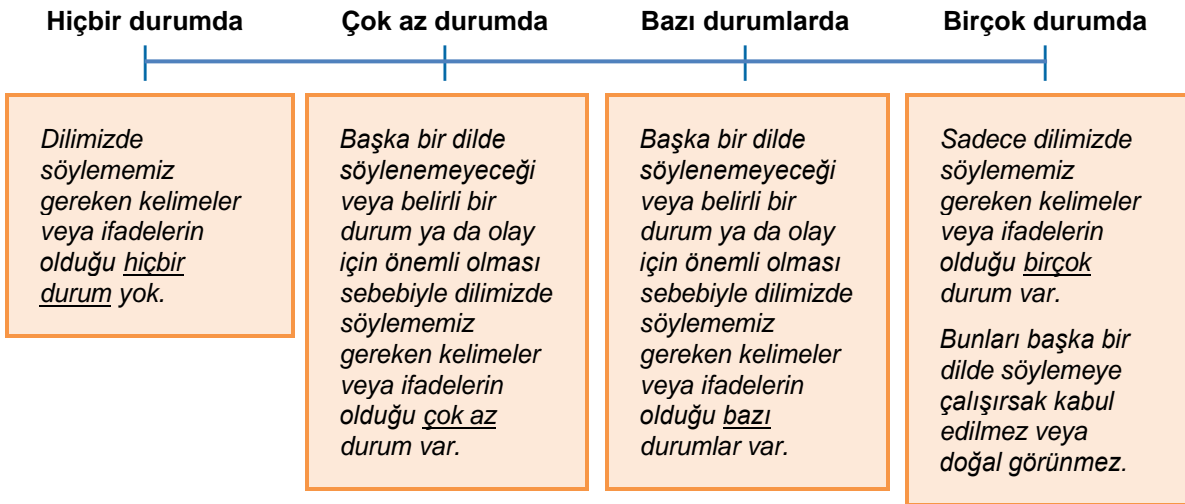 Hiçbir durumda
Çok az durumda
Bazı durumlarda
Birçok durumda
Dilimizde
söylememiz
gereken kelimeler
veya ifadelerin
olduğu hiçbir
durum yok.
Başka bir dilde
söylenemeyeceği
veya belirli bir
durum ya da olay
için önemli olması
sebebiyle dilimizde
söylememiz
gereken kelimeler
veya ifadelerin
olduğu çok az
durum var.
Başka bir dilde
söylenemeyeceği
veya belirli bir
durum ya da olay
için önemli olması
sebebiyle dilimizde
söylememiz
gereken kelimeler
veya ifadelerin
olduğu bazı
durumlar var.
Sadece dilimizde
söylememiz
gereken kelimeler
veya ifadelerin
olduğu birçok
durum var.
Bunları başka bir
dilde söylemeye
çalışırsak kabul
edilmez veya
doğal görünmez.